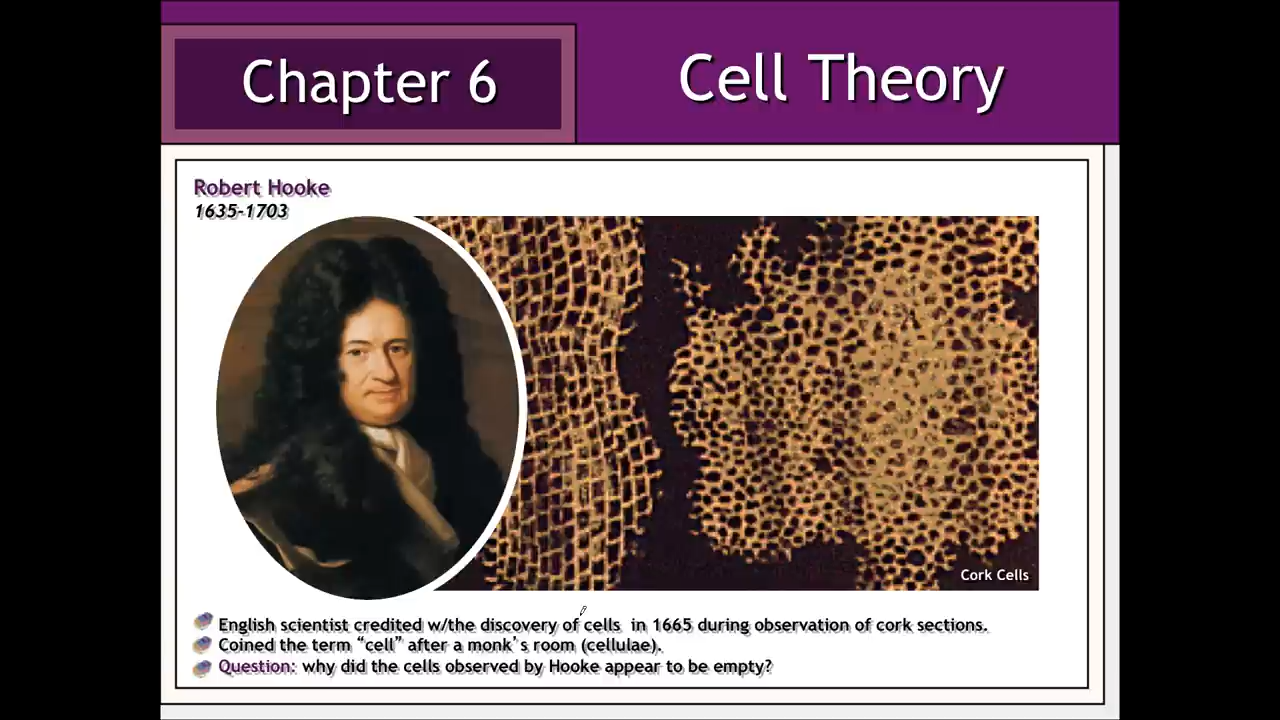 Chapter 6
Cell Theory
Robert Hooke
1635-1703
Cork Cells
English scientist credited w/the discovery of cells in 1665 during observation of cork sections.
Coined the term “cell” after a monk’s room (cellulae).
Question: why did the cells observed by Hooke appear to be empty?